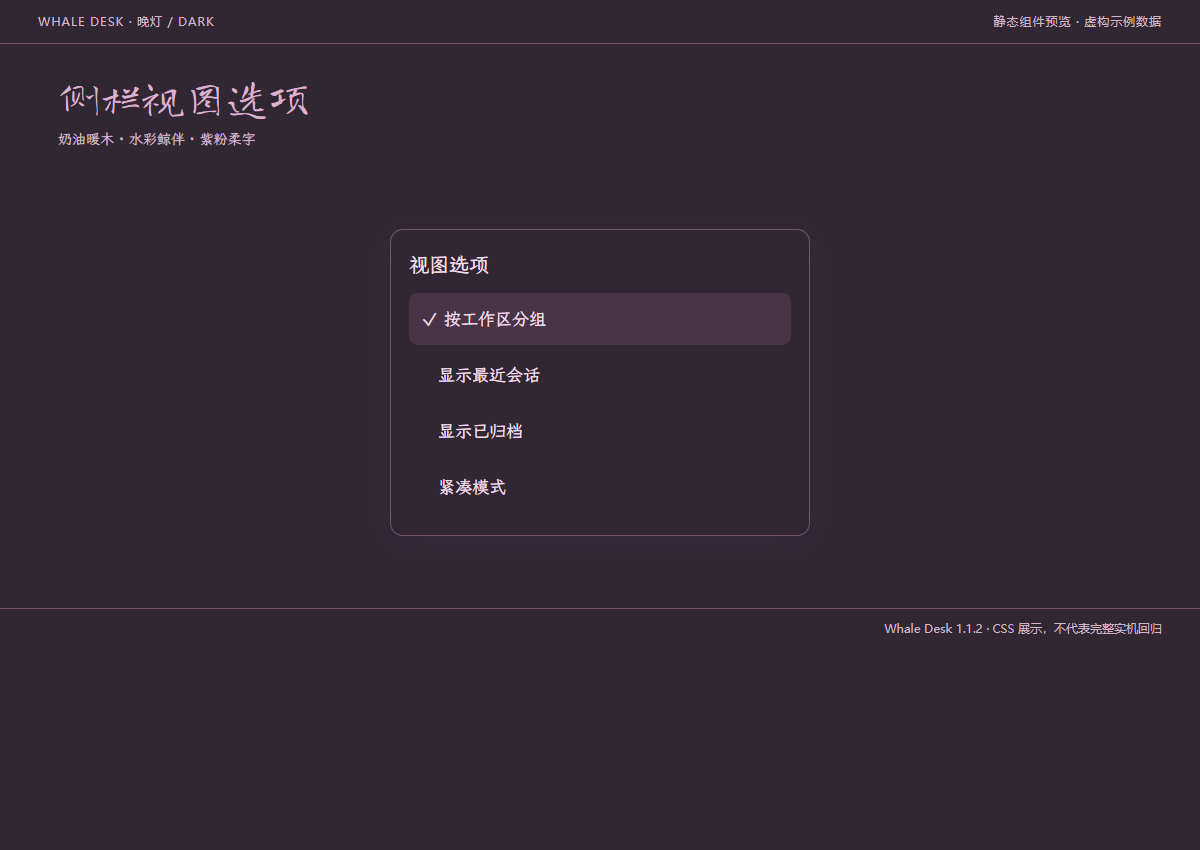 WHALE DESK · 晚灯 / DARK
静态组件预览 · 虚构示例数据
侧栏视图选项
奶油暖木 · 水彩鲸伴 · 紫粉柔字
视图选项
✓ 按工作区分组
显示最近会话
显示已归档
紧凑模式
Whale Desk 1.1.2 · CSS 展示，不代表完整实机回归